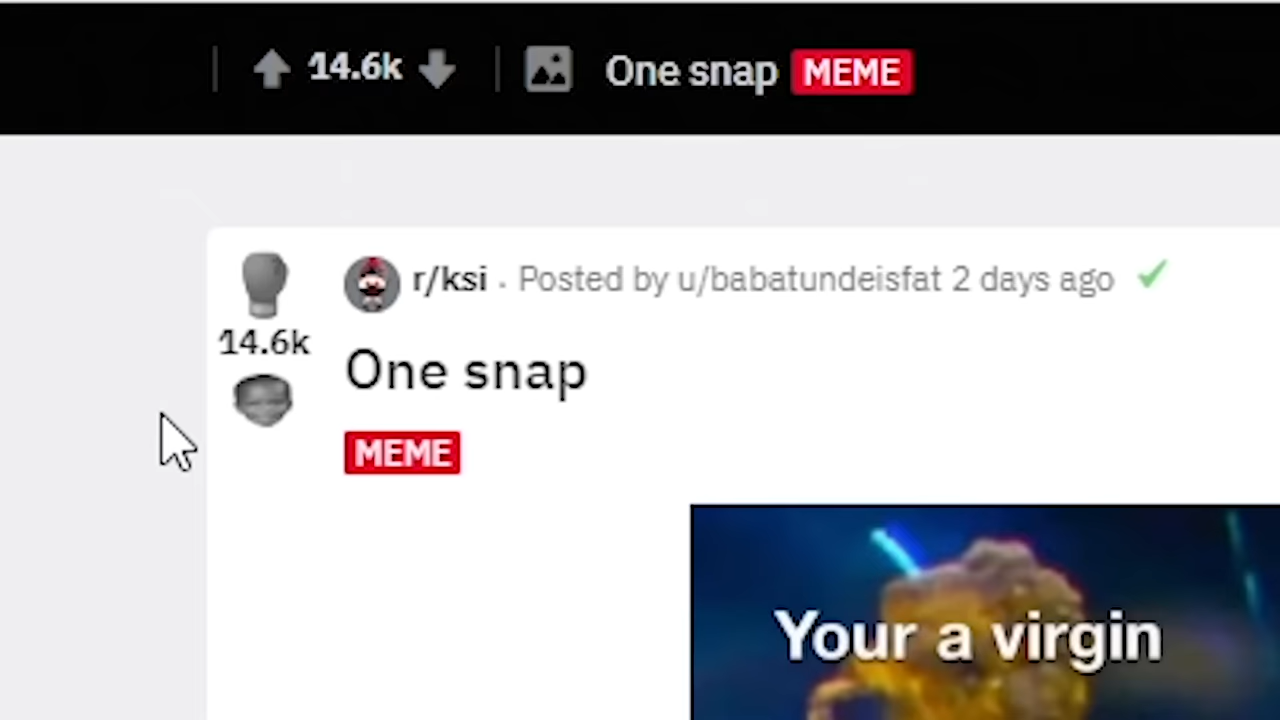 14.6k One snap MEME
r/ksi . Posted by u/babatundeisfat 2 days ago
14.6k
One snap
MEME
Your a virgin